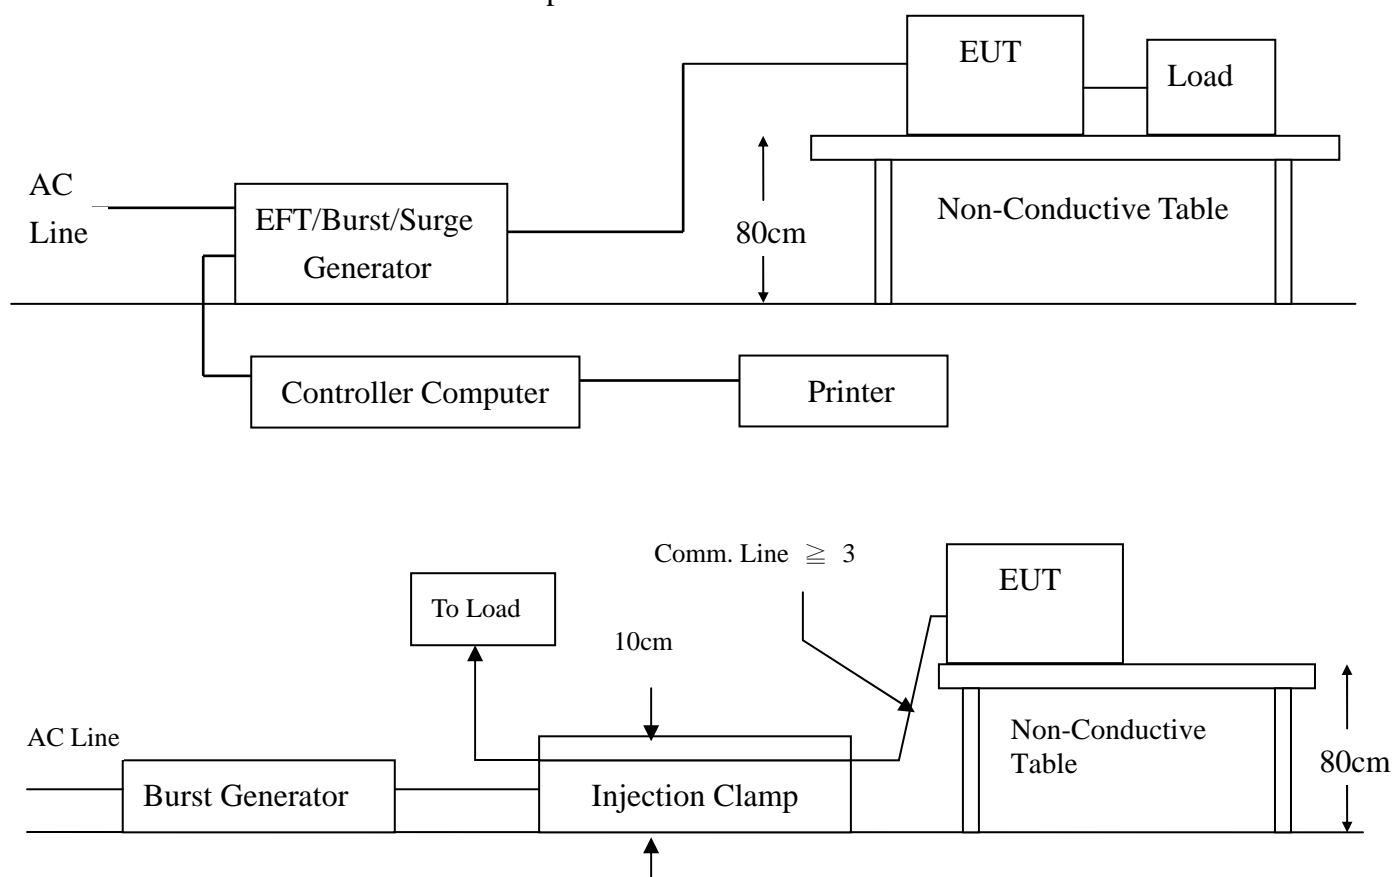 EUT
Load
AC
Line
EFT/Burst/Surge
Generator
80cm
Non-Conductive Table
Controller Computer
Printer
Comm. Line ≧ 3
EUT
To Load
10cm
AC Line
Non-Conductive
Table
80cm
Burst Generator
Injection Clamp